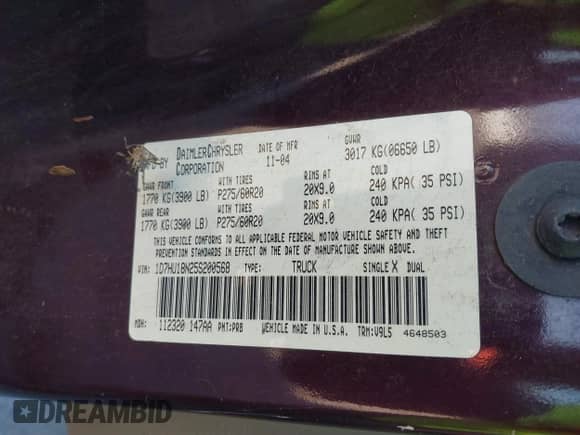 MFD BY DAIMLERCHRYSLER CORPORATION DATE OF MFR 11-04 GVWR 3017 KG(06650 LB)
GAWR FRONT WITH TIRES RIMS AT COLD
1770 KG(3900 LB) P275/60R20 20X9.0 240 KPA( 35 PSI)
GAWR REAR WITH TIRES RIMS AT COLD
1770 KG(3900 LB) P275/60R20 20X9.0 240 KPA( 35 PSI)
THIS VEHICLE CONFORMS TO ALL APPLICABLE FEDERAL MOTOR VEHICLE SAFETY AND THEFT
PREVENTION STANDARDS IN EFFECT ON THE DATE OF MANUFACTURE SHOWN ABOVE.
VIN: 1D7HU18N25S200568 TYPE: TRUCK SINGLE X DUAL
MDH: 112320 147AA PNT:PRB VEHICLE MADE IN U.S.A. TRM:V9L5 4648503
DREAMBID